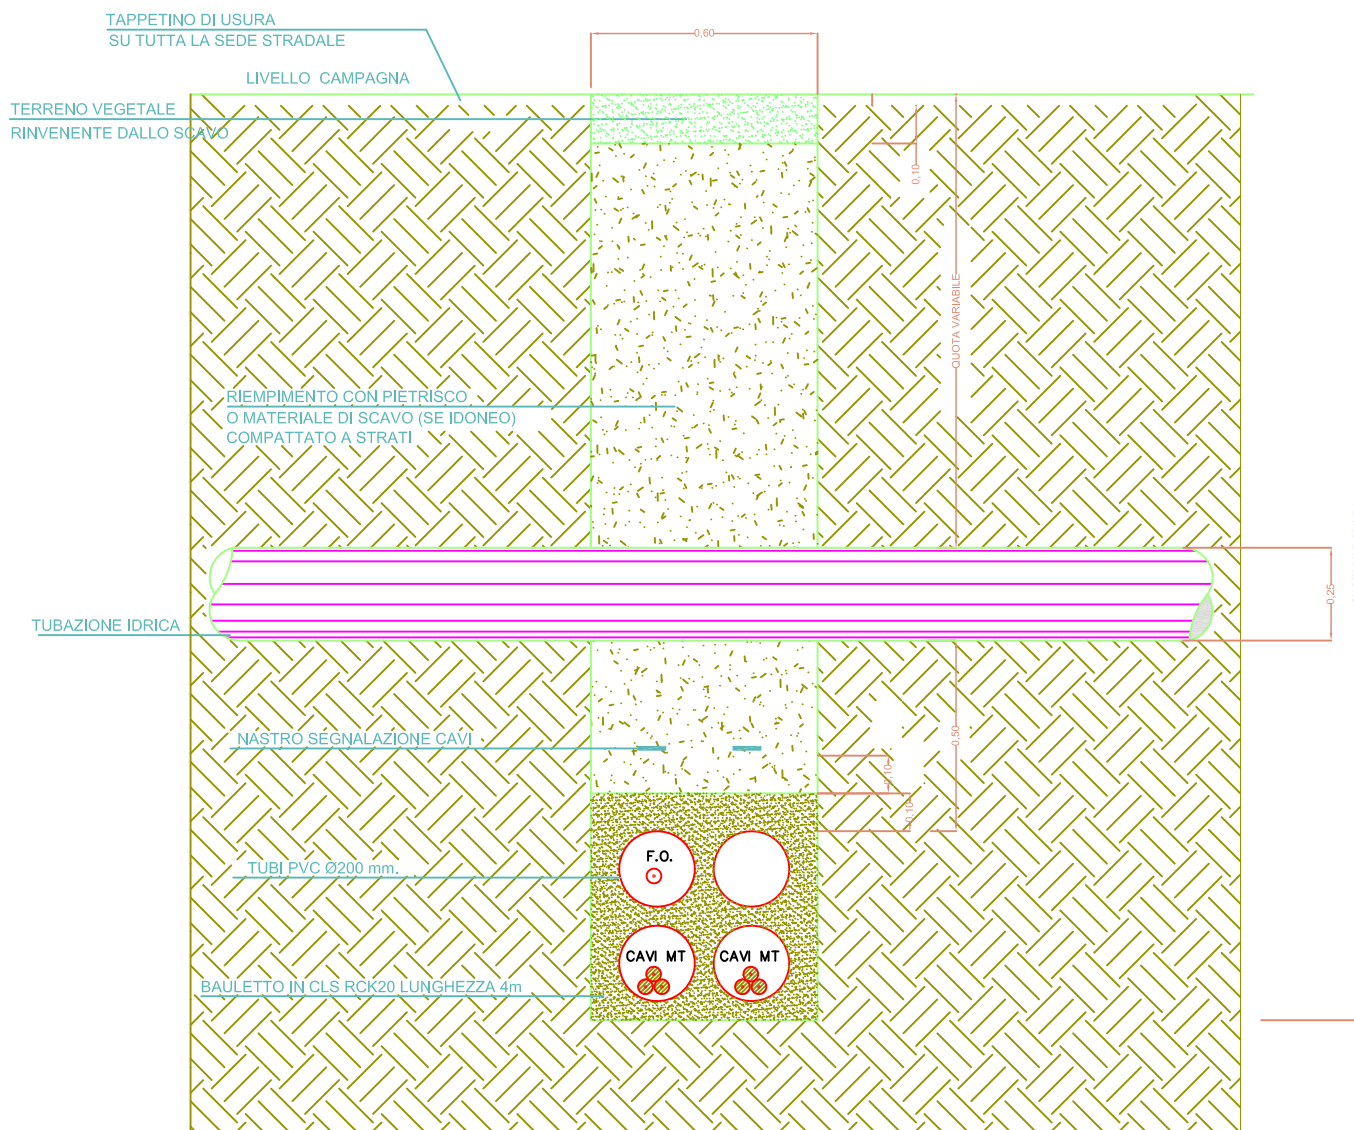 TAPPETINO DI USURA
SU TUTTA LA SEDE STRADALE
0,60
LIVELLO CAMPAGNA
TERRENO VEGETALE
RINVENENTE DALLO SCAVO
0,10
QUOTA VARIABILE
RIEMPIMENTO CON PIETRISCO
O MATERIALE DI SCAVO (SE IDONEO)
COMPATTATO A STRATI
0,25
TUBAZIONE IDRICA
NASTRO SEGNALAZIONE CAVI
0,50
0,10
0,10
F.O.
TUBI PVC Ø200 mm.
CAVI MT
CAVI MT
BAULETTO IN CLS RCK20 LUNGHEZZA 4m